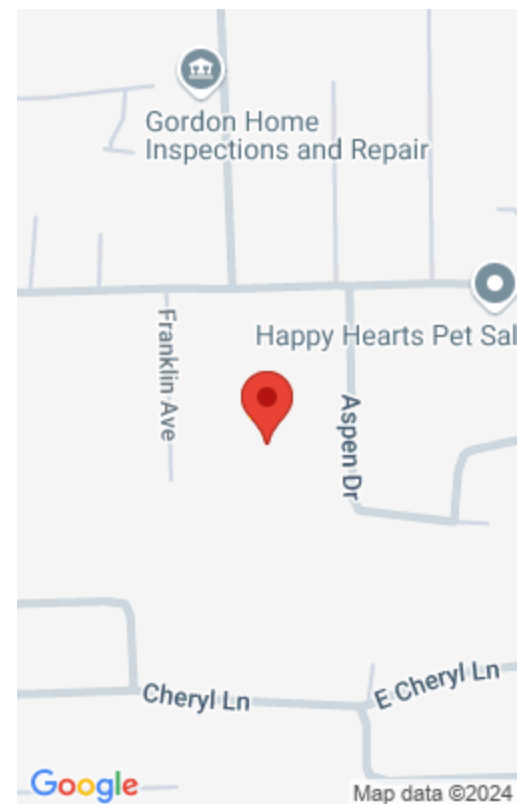 Gordon Home
Inspections and Repair
Happy Hearts Pet Sal
Franklin Ave
Aspen Dr
Cheryl Ln
E Cheryl Ln
Google
Map data ©2024